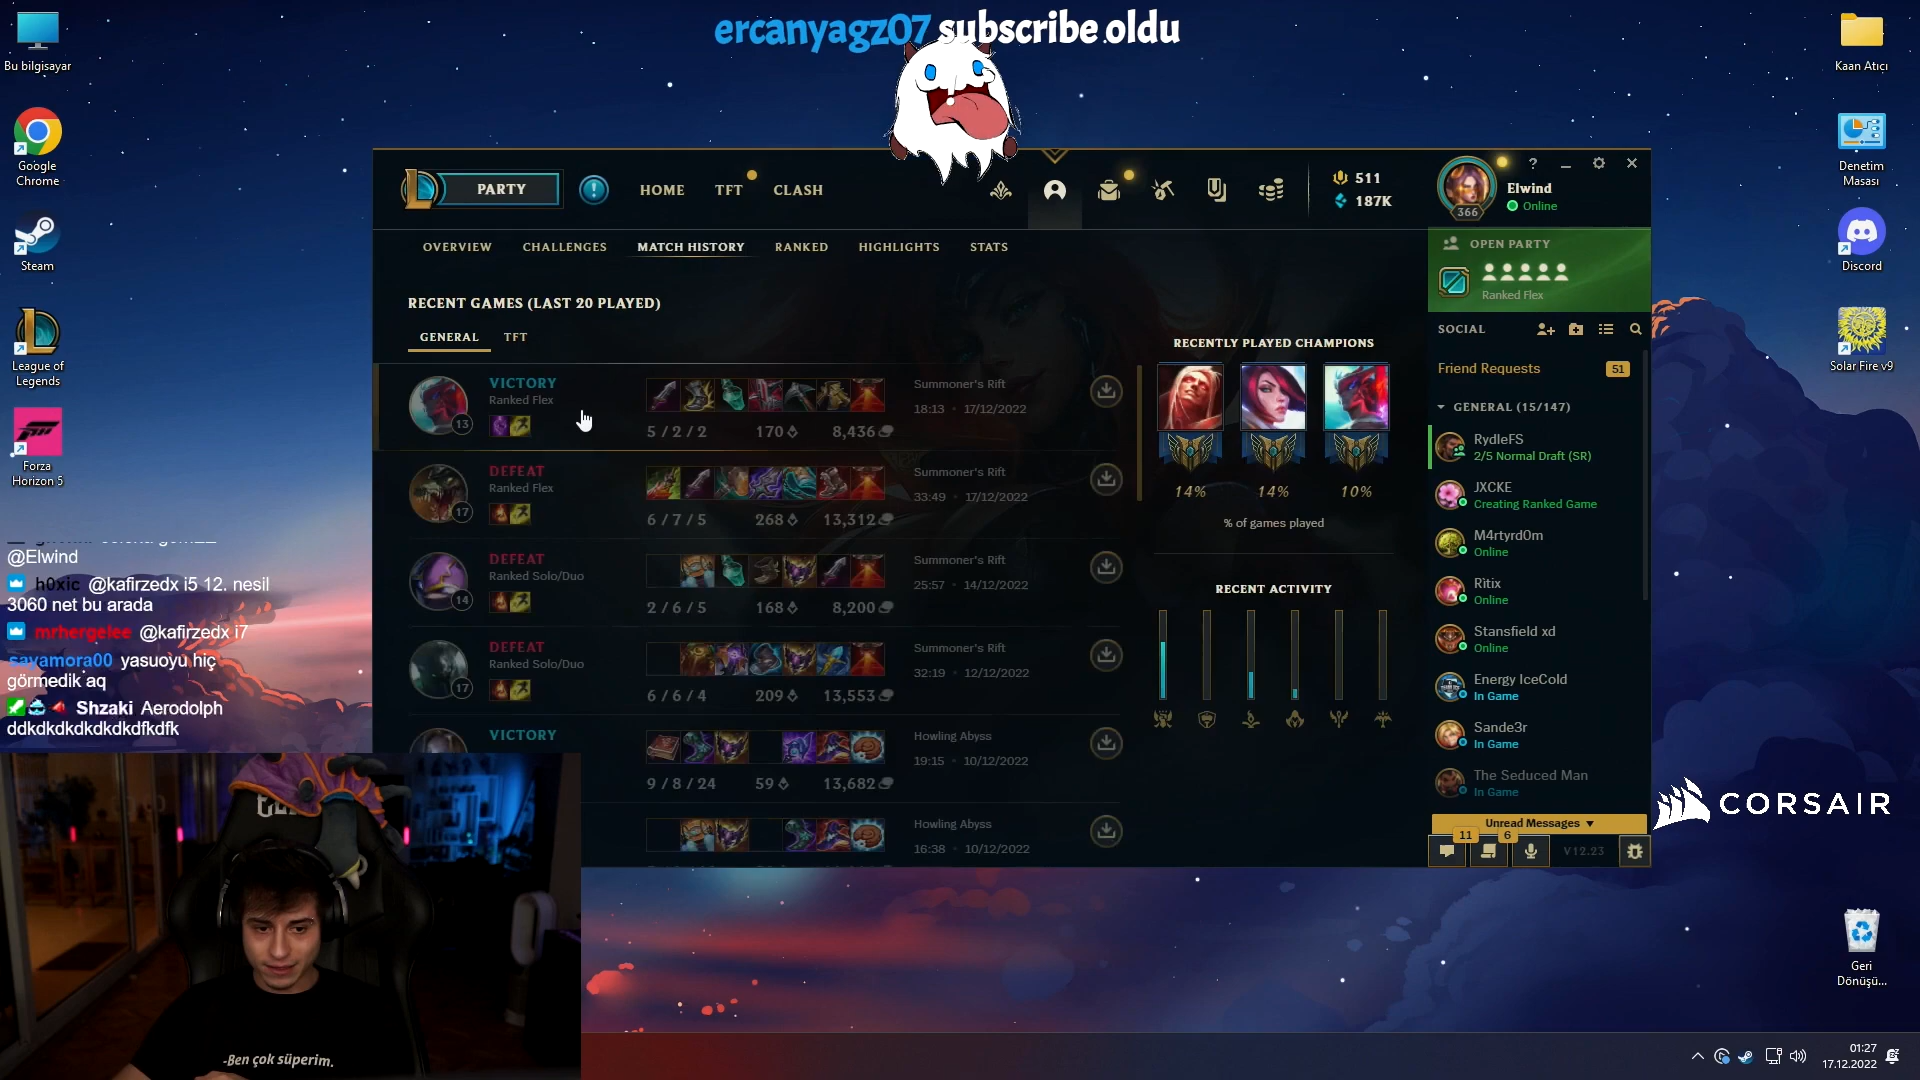 ercanyagz07 subscribe oldu
Bu bilgisayar
Google
Chrome
Steam
League of
Legends
Forza
Horizon 5
Kaan Atıcı
Denetim
Masası
Discord
Solar Fire v9
Geri
Dönüşü...
PARTY
HOME
TFT
CLASH
511
187K
366
Elwind
Online
OVERVIEW
CHALLENGES
MATCH HISTORY
RANKED
HIGHLIGHTS
STATS
RECENT GAMES (LAST 20 PLAYED)
GENERAL
TFT
13
VICTORY
Ranked Flex
5 / 2 / 2
170
8,436
Summoner's Rift
18:13 • 17/12/2022
17
DEFEAT
Ranked Flex
6 / 7 / 5
268
13,312
Summoner's Rift
33:49 • 17/12/2022
14
DEFEAT
Ranked Solo/Duo
2 / 6 / 5
168
8,200
Summoner's Rift
25:57 • 14/12/2022
17
DEFEAT
Ranked Solo/Duo
6 / 6 / 4
209
13,553
Summoner's Rift
32:19 • 12/12/2022
VICTORY
9 / 8 / 24
59
13,682
Howling Abyss
19:15 • 10/12/2022
Howling Abyss
16:38 • 10/12/2022
RECENTLY PLAYED CHAMPIONS
14%
14%
10%
% of games played
RECENT ACTIVITY
OPEN PARTY
Ranked Flex
SOCIAL
Friend Requests
51
GENERAL (15/147)
RydleFS
2/5 Normal Draft (SR)
JXCKE
Creating Ranked Game
M4rtyrd0m
Online
Ritix
Online
Stansfield xd
Online
Energy IceCold
In Game
Sande3r
In Game
The Seduced Man
In Game
Unread Messages
11
6
V12.23
CORSAIR
@Elwind
h0xic @kafirzedx i5 12. nesil
3060 net bu arada
mrhergelee @kafirzedx i7
sayamora00 yasuoyu hiç
görmedik aq
Shzaki Aerodolph
ddkdkdkdkdkdkdfkdfk
-Ben çok süperim.
01:27
17.12.2022